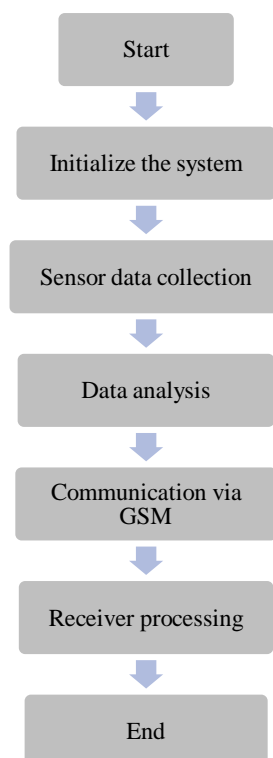 Start
Initialize the system
Sensor data collection
Data analysis
Communication via
GSM
Receiver processing
End